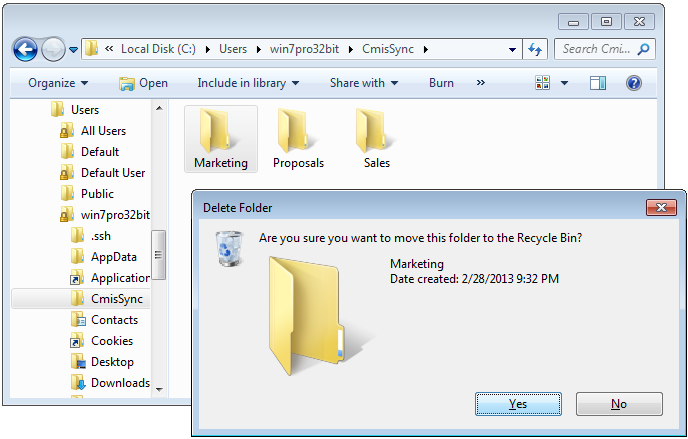 « Local Disk (C:) Users win7pro32bit CmisSync Search Cmi...
Organize Open Include in library Share with Burn »
Users
All Users
Default
Default User
Public
win7pro32bit
.ssh
AppData
Application
CmisSync
Contacts
Cookies
Desktop
Downloads
Marketing Proposals Sales
Delete Folder
Are you sure you want to move this folder to the Recycle Bin?
Marketing
Date created: 2/28/2013 9:32 PM
Yes No